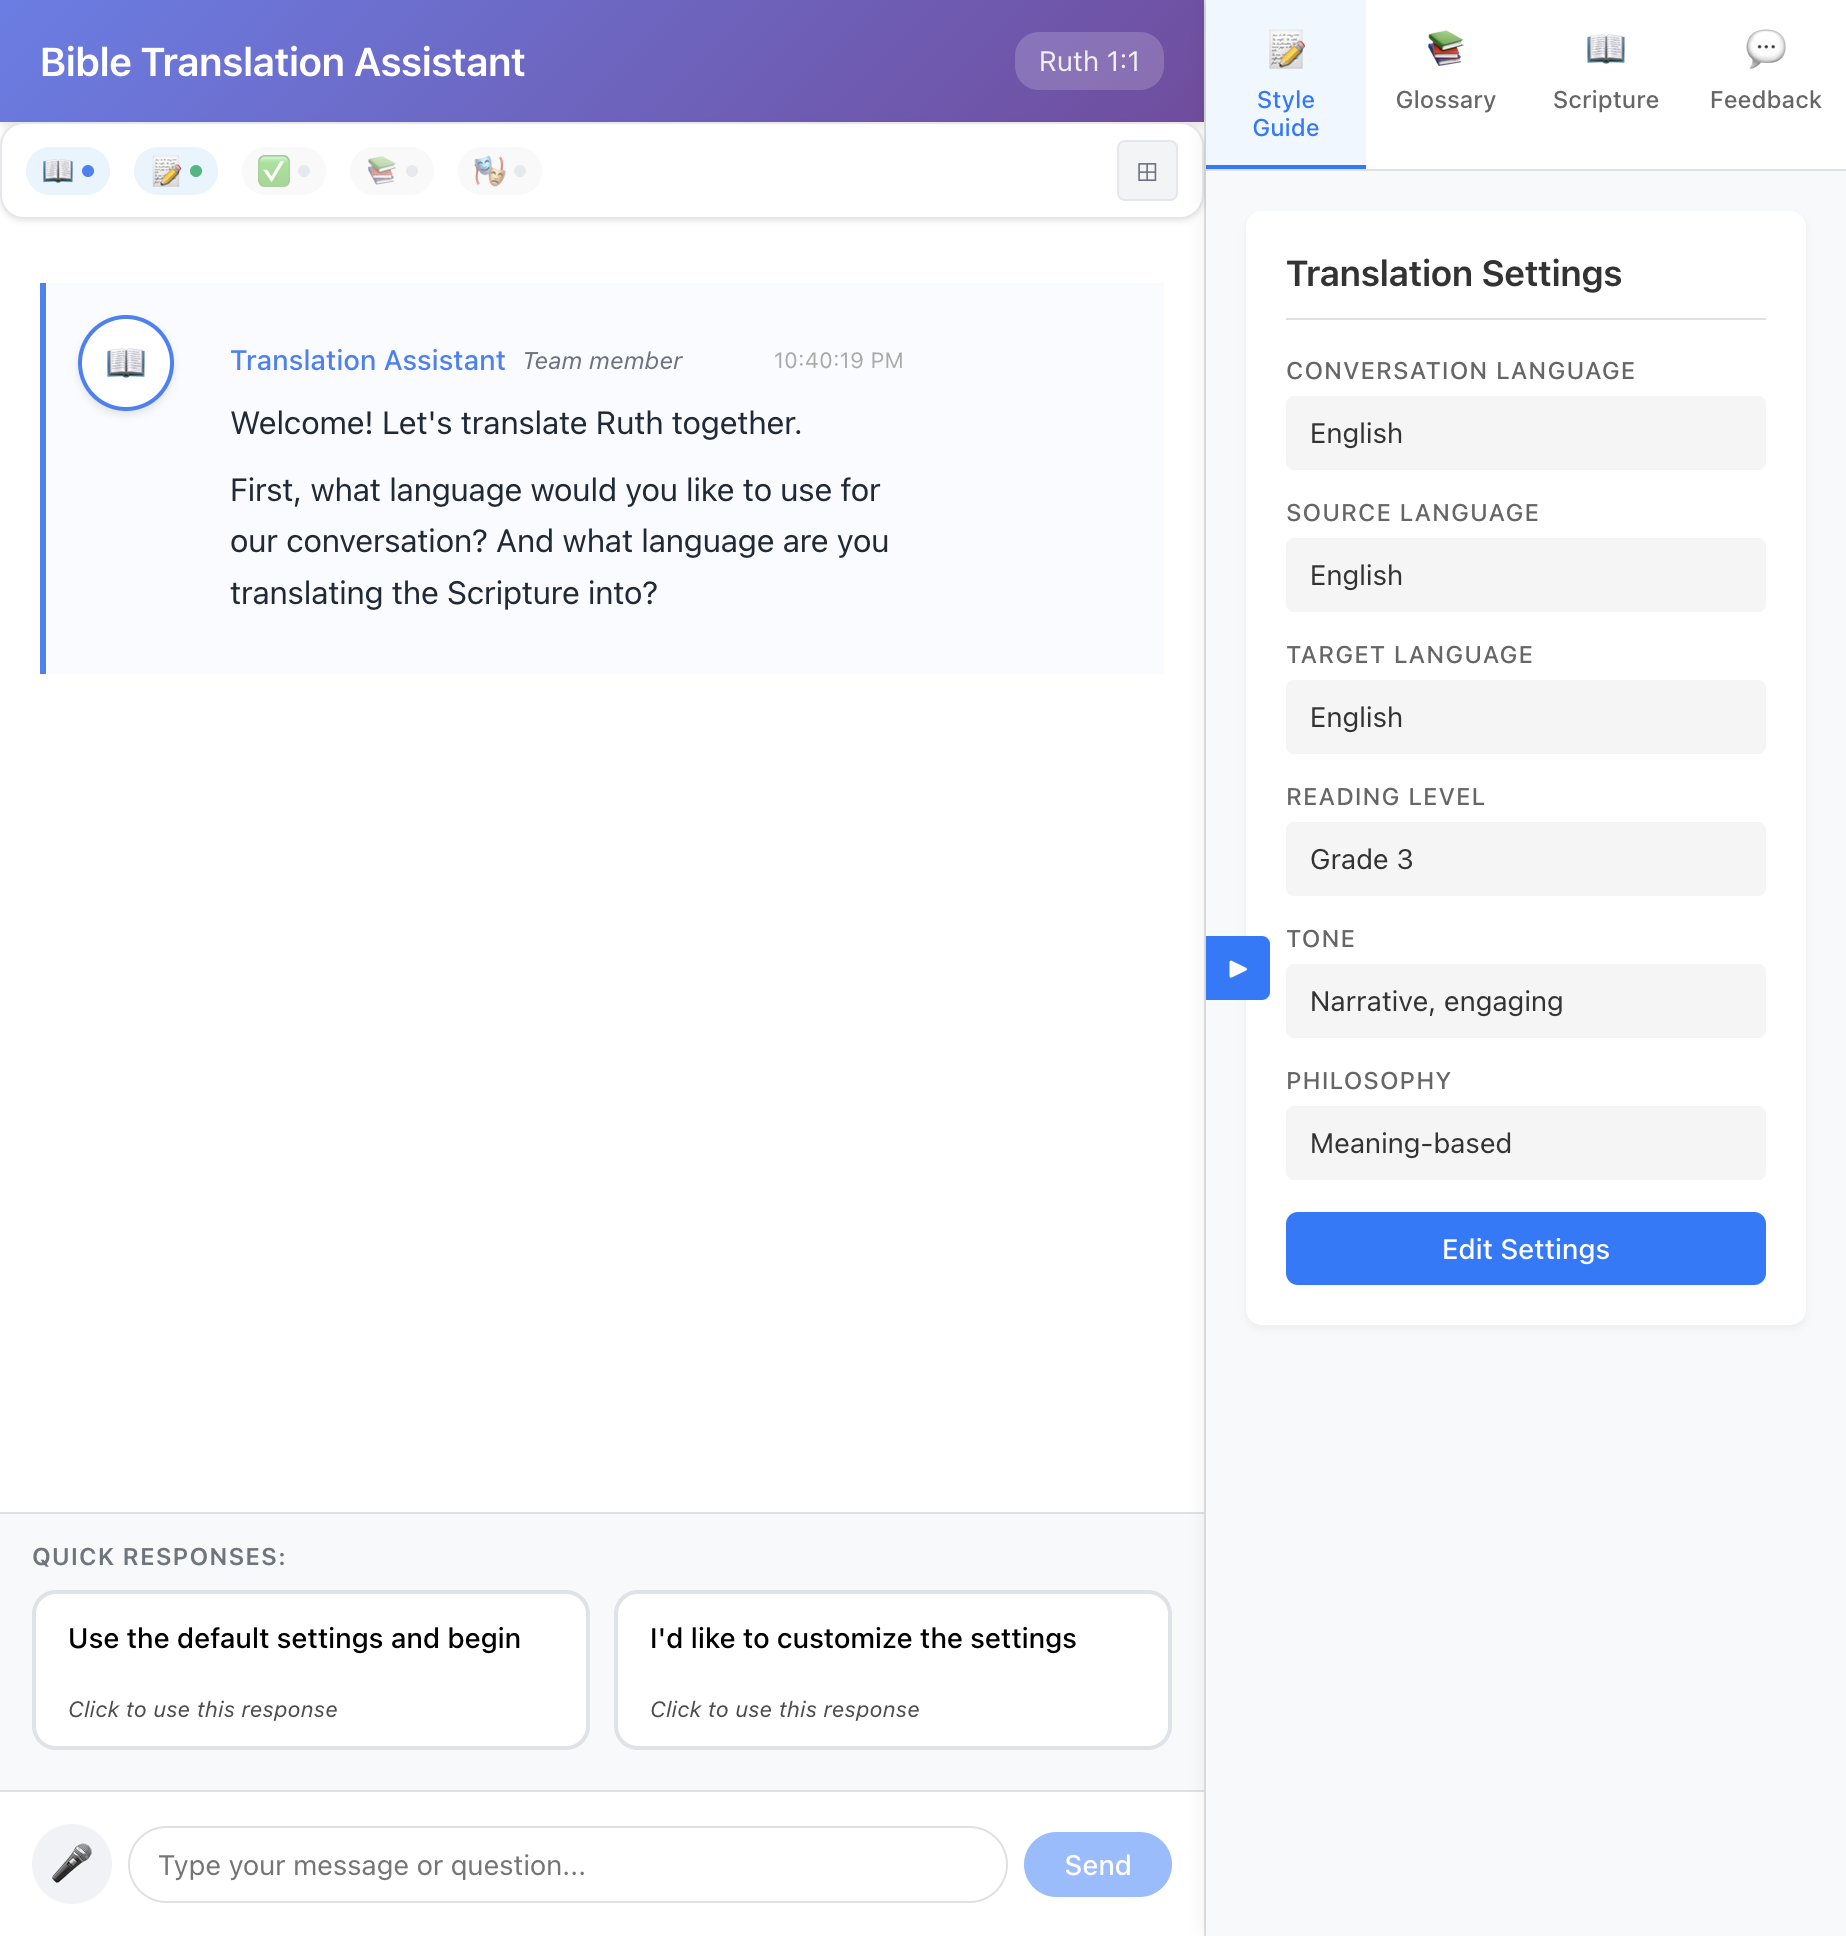 Bible Translation Assistant
Ruth 1:1
Translation Assistant Team member 10:40:19 PM
Welcome! Let's translate Ruth together.
First, what language would you like to use for
our conversation? And what language are you
translating the Scripture into?
QUICK RESPONSES:
Use the default settings and begin
Click to use this response
I'd like to customize the settings
Click to use this response
Type your message or question...
Send
Style
Guide
Glossary
Scripture
Feedback
Translation Settings
CONVERSATION LANGUAGE
English
SOURCE LANGUAGE
English
TARGET LANGUAGE
English
READING LEVEL
Grade 3
TONE
Narrative, engaging
PHILOSOPHY
Meaning-based
Edit Settings